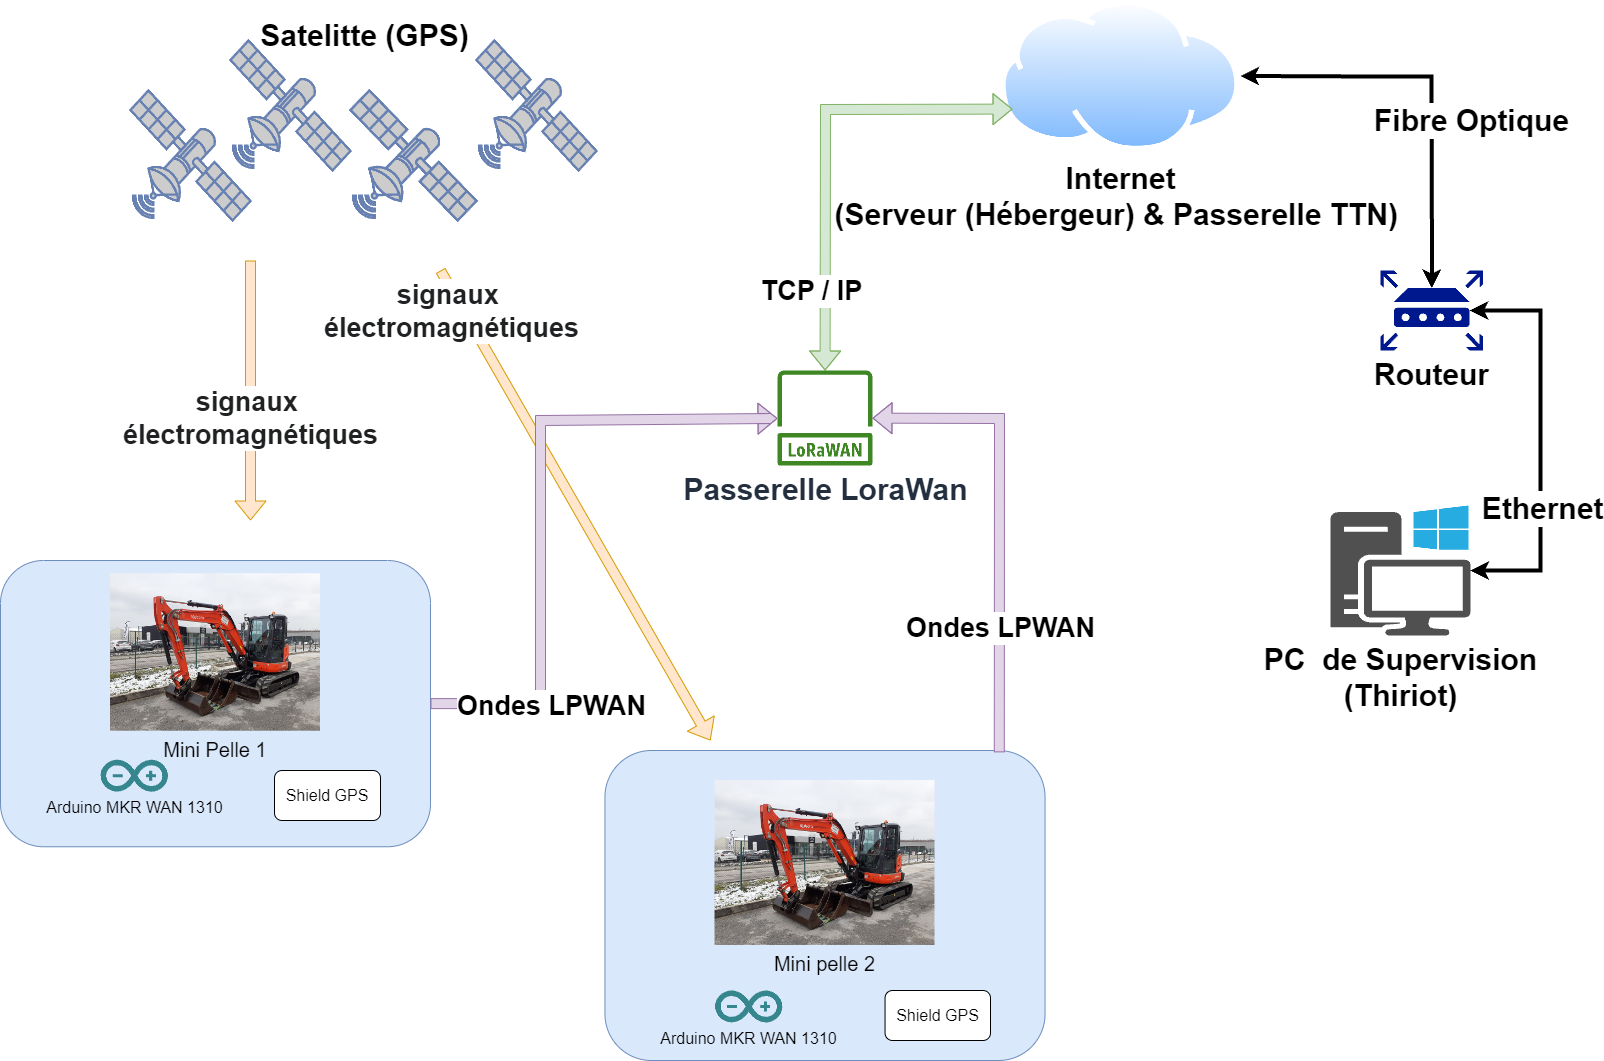 Satelitte (GPS)
Fibre Optique
Internet
(Serveur (Hébergeur) & Passerelle TTN)
signaux
électromagnétiques
TCP / IP
signaux
électromagnétiques
Routeur
LoRaWAN
Passerelle LoraWan
Ethernet
Ondes LPWAN
PC  de Supervision
(Thiriot)
Ondes LPWAN
Mini Pelle 1
Arduino MKR WAN 1310
Shield GPS
Mini pelle 2
Arduino MKR WAN 1310
Shield GPS